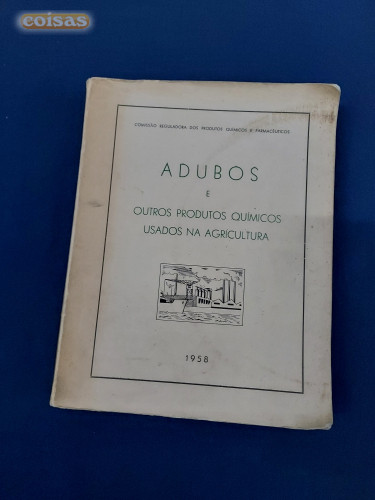 coisas
COMISSÃO REGULADORA DOS PRODUTOS QUÍMICOS E FARMACÊUTICOS
ADUBOS
E
OUTROS PRODUTOS QUÍMICOS
USADOS NA AGRICULTURA
1958